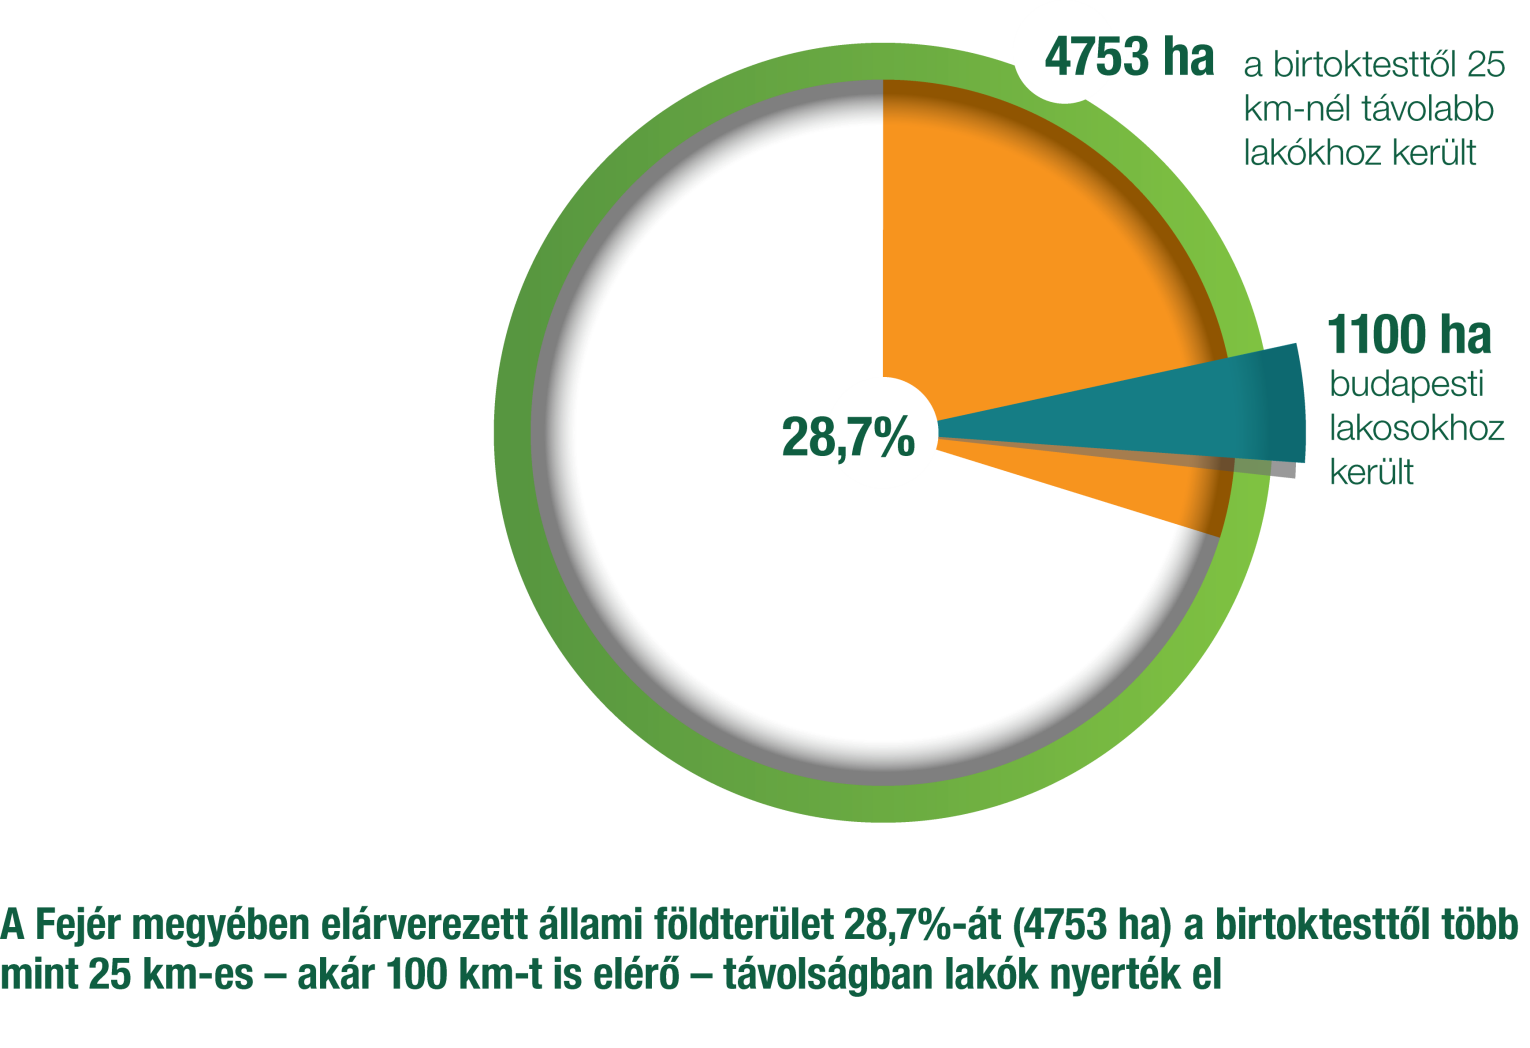 4753 ha
a birtoktesttől 25
km-nél távolabb
lakókhoz került
1100 ha
budapesti
lakosokhoz
került
28,7%
A Fejér megyében elárverezett állami földterület 28,7%-át (4753 ha) a birtoktesttől több
mint 25 km-es – akár 100 km-t is elérő – távolságban lakók nyerték el